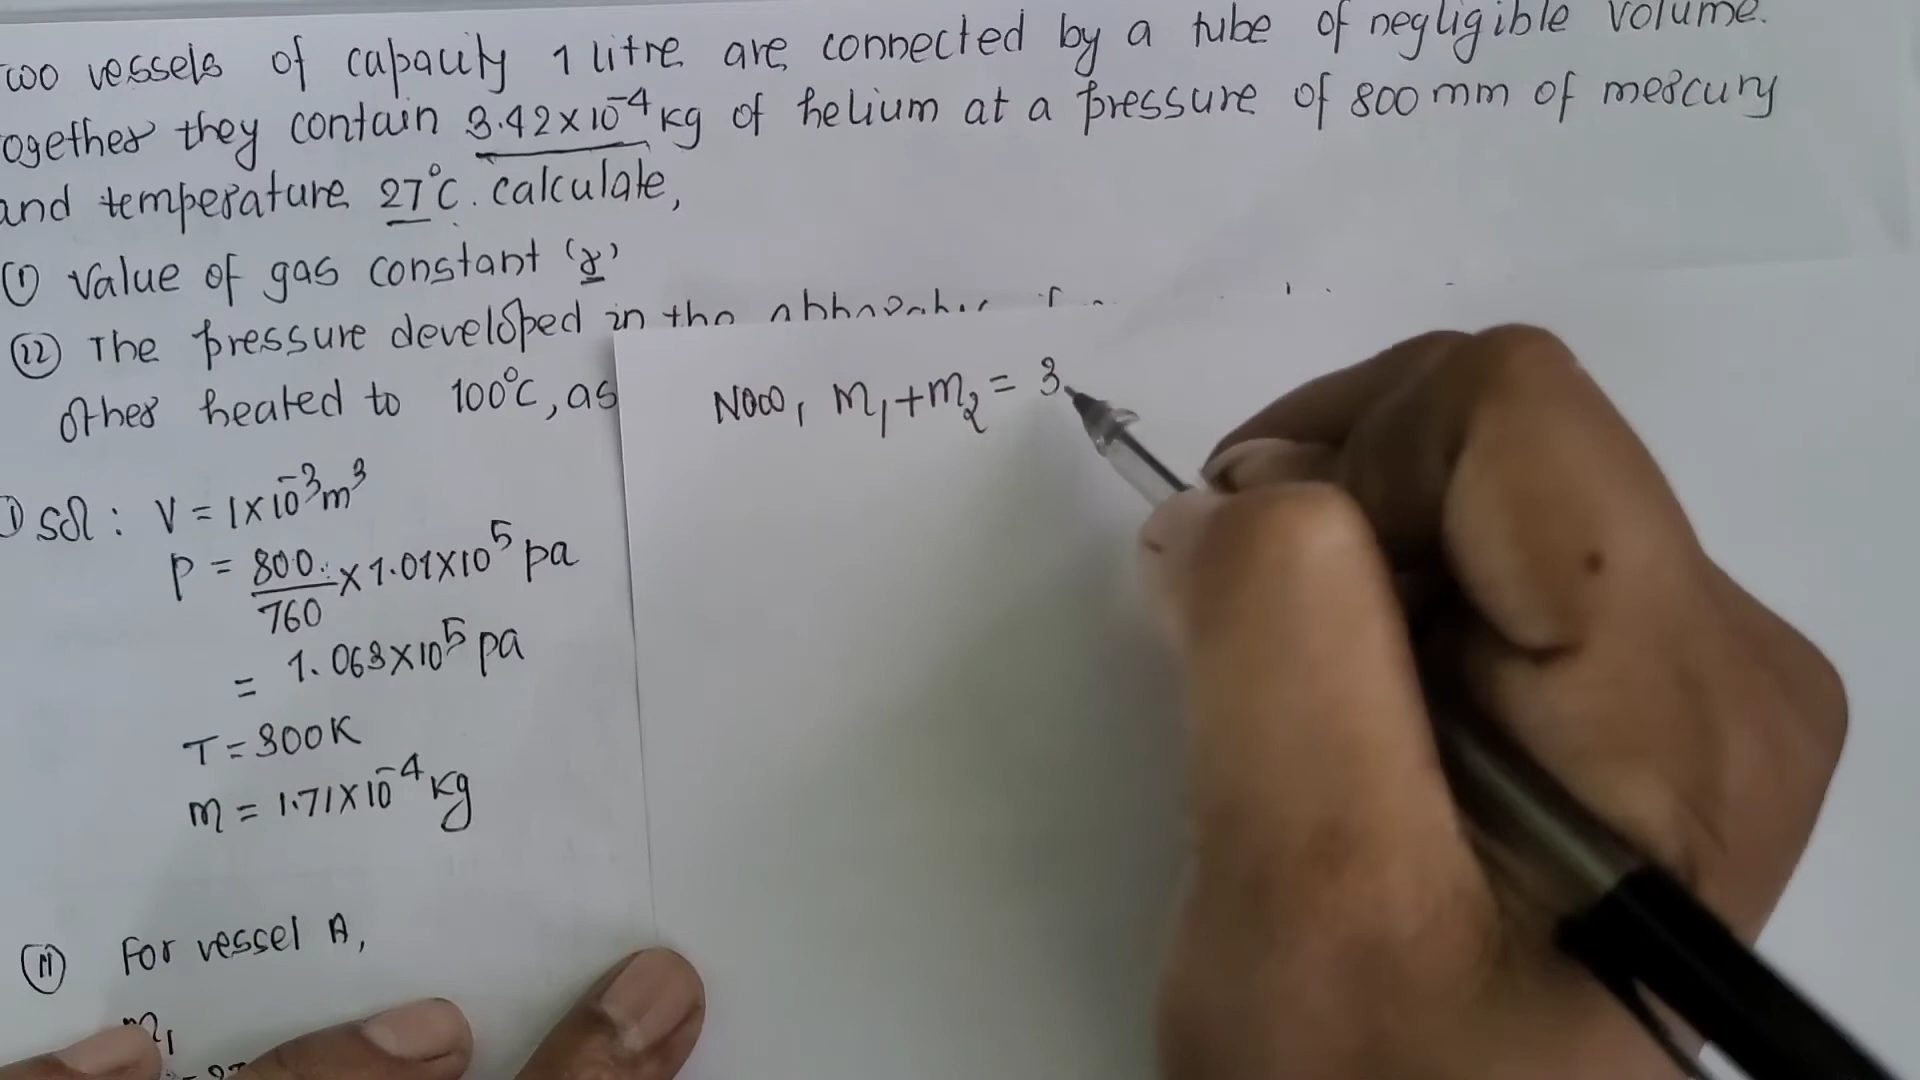 two vessels of capacity 1 litre are connected by a tube of negligible volume.
together they contain 3.42×10⁻⁴ kg of helium at a pressure of 800 mm of mercury
and temperature 27°C. calculate,
(i) value of gas constant 'r'
(ii) The pressure developed in the
other heated to 100°C, as
sol: V = 1×10⁻³ m³
P = 800/760 × 1.01×10⁵ pa
= 1.063×10⁵ pa
T = 300K
m = 1.71×10⁻⁴ kg
(ii) For vessel A,
m₁
Now, m₁+m₂ = 3.